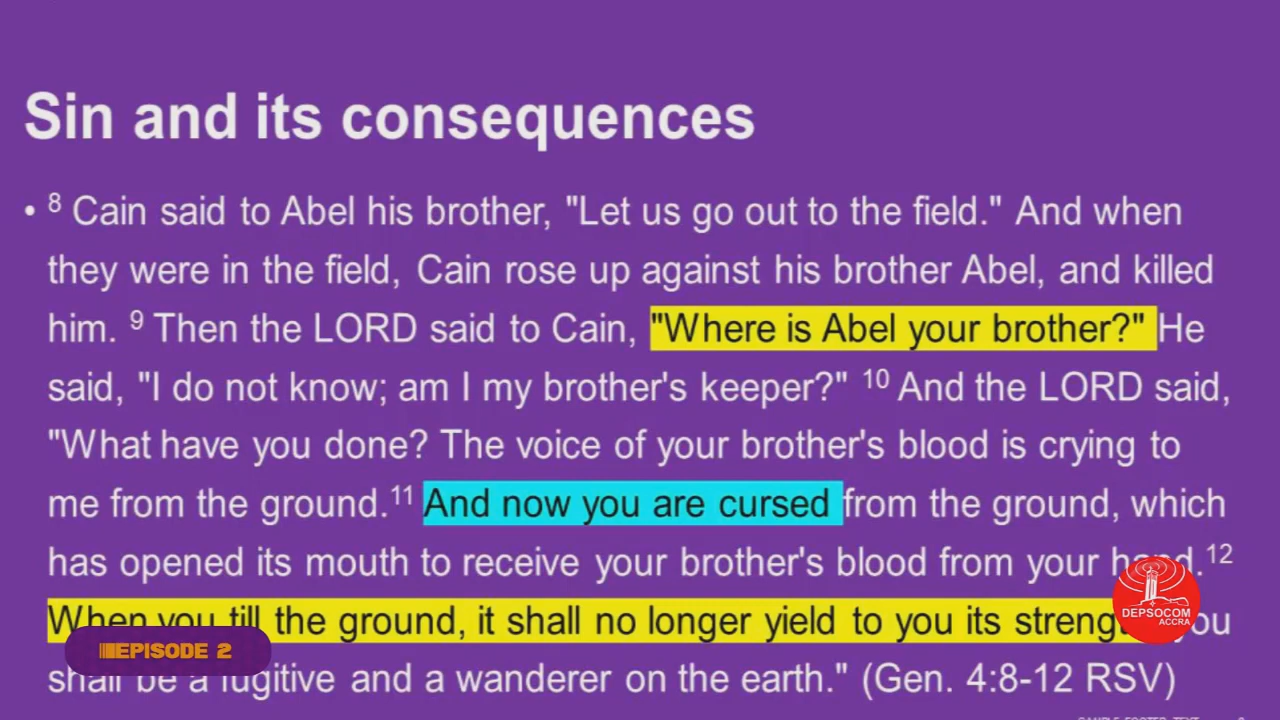 Sin and its consequences
• ⁸ Cain said to Abel his brother, "Let us go out to the field." And when
they were in the field, Cain rose up against his brother Abel, and killed
him. ⁹ Then the LORD said to Cain, "Where is Abel your brother?" He
said, "I do not know; am I my brother's keeper?" ¹⁰ And the LORD said,
"What have you done? The voice of your brother's blood is crying to
me from the ground.¹¹ And now you are cursed from the ground, which
has opened its mouth to receive your brother's blood from your hand.¹²
When you till the ground, it shall no longer yield to you its you
shall be a fugitive and a wanderer on the earth." (Gen. 4:8-12 RSV)
DEPSOCOM
ACCRA
EPISODE 2